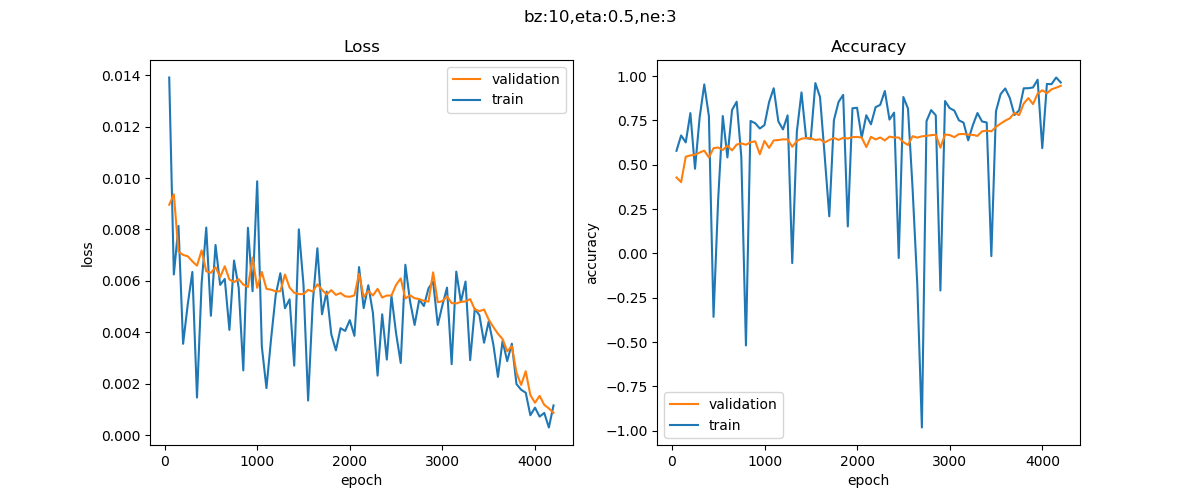 bz:10,eta:0.5,ne:3
Loss
0.014
0.012
0.010
0.008
0.006
0.004
0.002
0.000
loss
0
1000
2000
3000
4000
epoch
validation
train
Accuracy
1.00
0.75
0.50
0.25
0.00
−0.25
−0.50
−0.75
−1.00
accuracy
0
1000
2000
3000
4000
epoch
validation
train